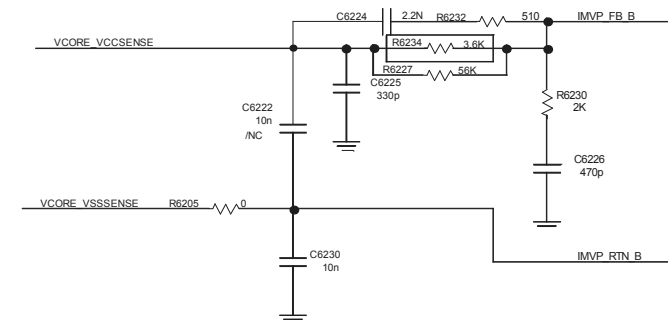 C6224 2.2N R6232 510 IMVP_FB_B
VCORE_VCCSENSE R6234 3.6K
R6227 56K
C6225
330p
R6230
2K
C6222
10n
/NC
C6226
470p
VCORE_VSSSENSE R6205 0
C6230
10n
IMVP_RTN_B